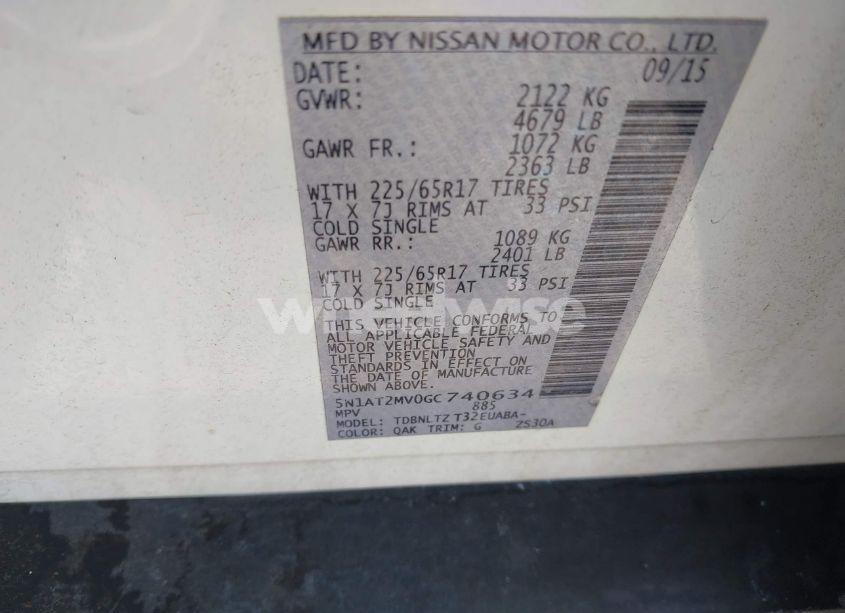 MFD BY NISSAN MOTOR CO., LTD.
DATE: 09/15
GVWR: 2122 KG
4679 LB
GAWR FR.: 1072 KG
2363 LB
WITH 225/65R17 TIRES
17 X 7J RIMS AT 33 PSI
COLD SINGLE
GAWR RR.: 1089 KG
2401 LB
WITH 225/65R17 TIRES
17 X 7J RIMS AT 33 PSI
COLD SINGLE
THIS VEHICLE CONFORMS TO
ALL APPLICABLE FEDERAL
MOTOR VEHICLE SAFETY AND
THEFT PREVENTION
STANDARDS IN EFFECT ON
THE DATE OF MANUFACTURE
SHOWN ABOVE.
5N1AT2MV0GC740634
MPV 885
MODEL: TDBNLTZ T32EUABA-
COLOR: QAK TRIM: G ZS30A